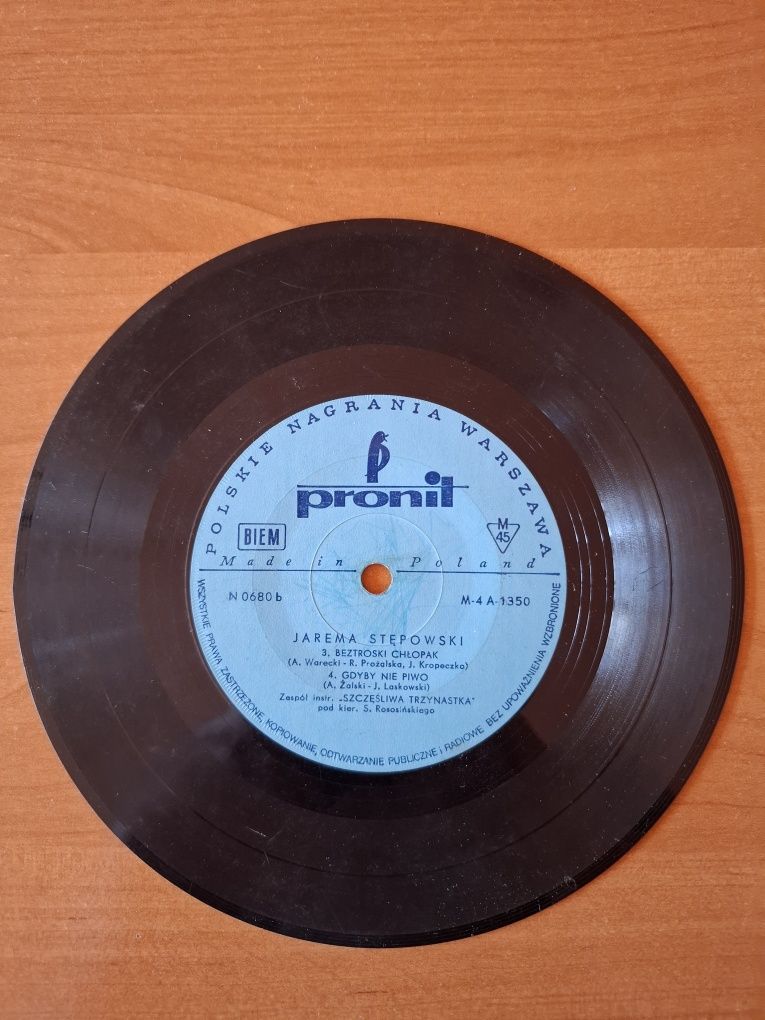 POLSKIE NAGRANIA WARSZAWA
pronit
BIEM
M
45
Made in Poland
N 0680 b
M-4 A-1350
JAREMA STĘPOWSKI
3. BEZTROSKI CHŁOPAK
(A. Warecki - R. Prożalska, J. Kropeczko)
4. GDYBY NIE PIWO
(A. Żalski - J. Laskowski)
Zespół instr. „SZCZĘŚLIWA TRZYNASTKA"
pod kier. S. Rososińskiego
WSZYSTKIE PRAWA ZASTRZEŻONE, KOPIOWANIE, ODTWARZANIE PUBLICZNE i RADIOWE BEZ UPOWAŻNIENIA WZBRONIONE